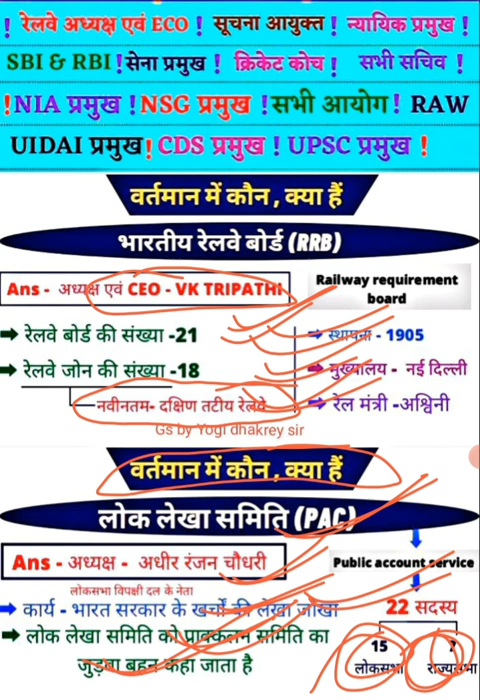 ! रेलवे अध्यक्ष एवं ECO ! सूचना आयुक्त ! न्यायिक प्रमुख !
SBI & RBI ! सेना प्रमुख ! क्रिकेट कोच ! सभी सचिव !
!NIA प्रमुख !NSG प्रमुख !सभी आयोग! RAW
UIDAI प्रमुख! CDS प्रमुख ! UPSC प्रमुख !
वर्तमान में कौन, क्या हैं
भारतीय रेलवे बोर्ड (RRB)
Ans - अध्यक्ष एवं CEO - VK TRIPATHI
Railway requirement board
➡ रेलवे बोर्ड की संख्या -21
➡ स्थापना - 1905
➡ रेलवे जोन की संख्या -18
➡ मुख्यालय - नई दिल्ली
नवीनतम- दक्षिण तटीय रेलवे
➡ रेल मंत्री -अश्विनी
Gs by Yogi dhakrey sir
वर्तमान में कौन, क्या हैं
लोक लेखा समिति (PAC)
Ans - अध्यक्ष - अधीर रंजन चौधरी
Public account service
लोकसभा विपक्षी दल के नेता
➡ कार्य - भारत सरकार के खर्चों की लेखा जोखा
22 सदस्य
➡ लोक लेखा समिति को प्राक्कलन समिति का
15 7
जुड़वा बहन कहा जाता है
लोकसभा राज्यसभा